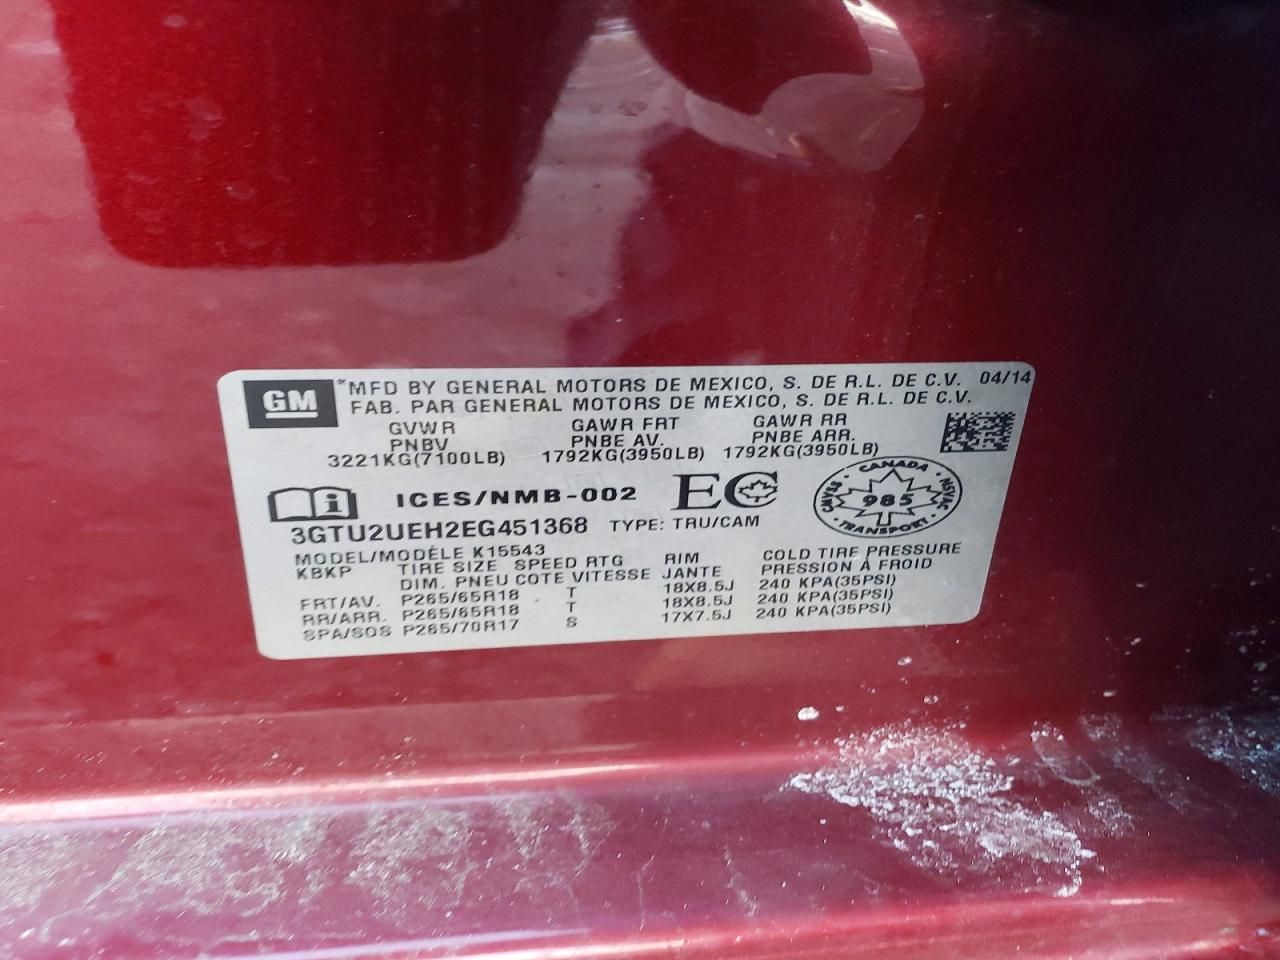 GM *MFD BY GENERAL MOTORS DE MEXICO, S. DE R.L. DE C.V. 04/14
FAB. PAR GENERAL MOTORS DE MEXICO, S. DE R.L. DE C.V.
GVWR GAWR FRT GAWR RR
PNBV PNBE AV. PNBE ARR.
3221KG(7100LB) 1792KG(3950LB) 1792KG(3950LB)
i ICES/NMB-002 EC CANADA CMVSS 985 NSVAC TRANSPORT
3GTU2UEH2EG451368 TYPE: TRU/CAM
MODEL/MODÈLE K15543
KBKP TIRE SIZE SPEED RTG RIM COLD TIRE PRESSURE
DIM. PNEU COTE VITESSE JANTE PRESSION À FROID
FRT/AV. P265/65R18 T 18X8.5J 240 KPA(35PSI)
RR/ARR. P265/65R18 T 18X8.5J 240 KPA(35PSI)
SPA/SOS P265/70R17 S 17X7.5J 240 KPA(35PSI)